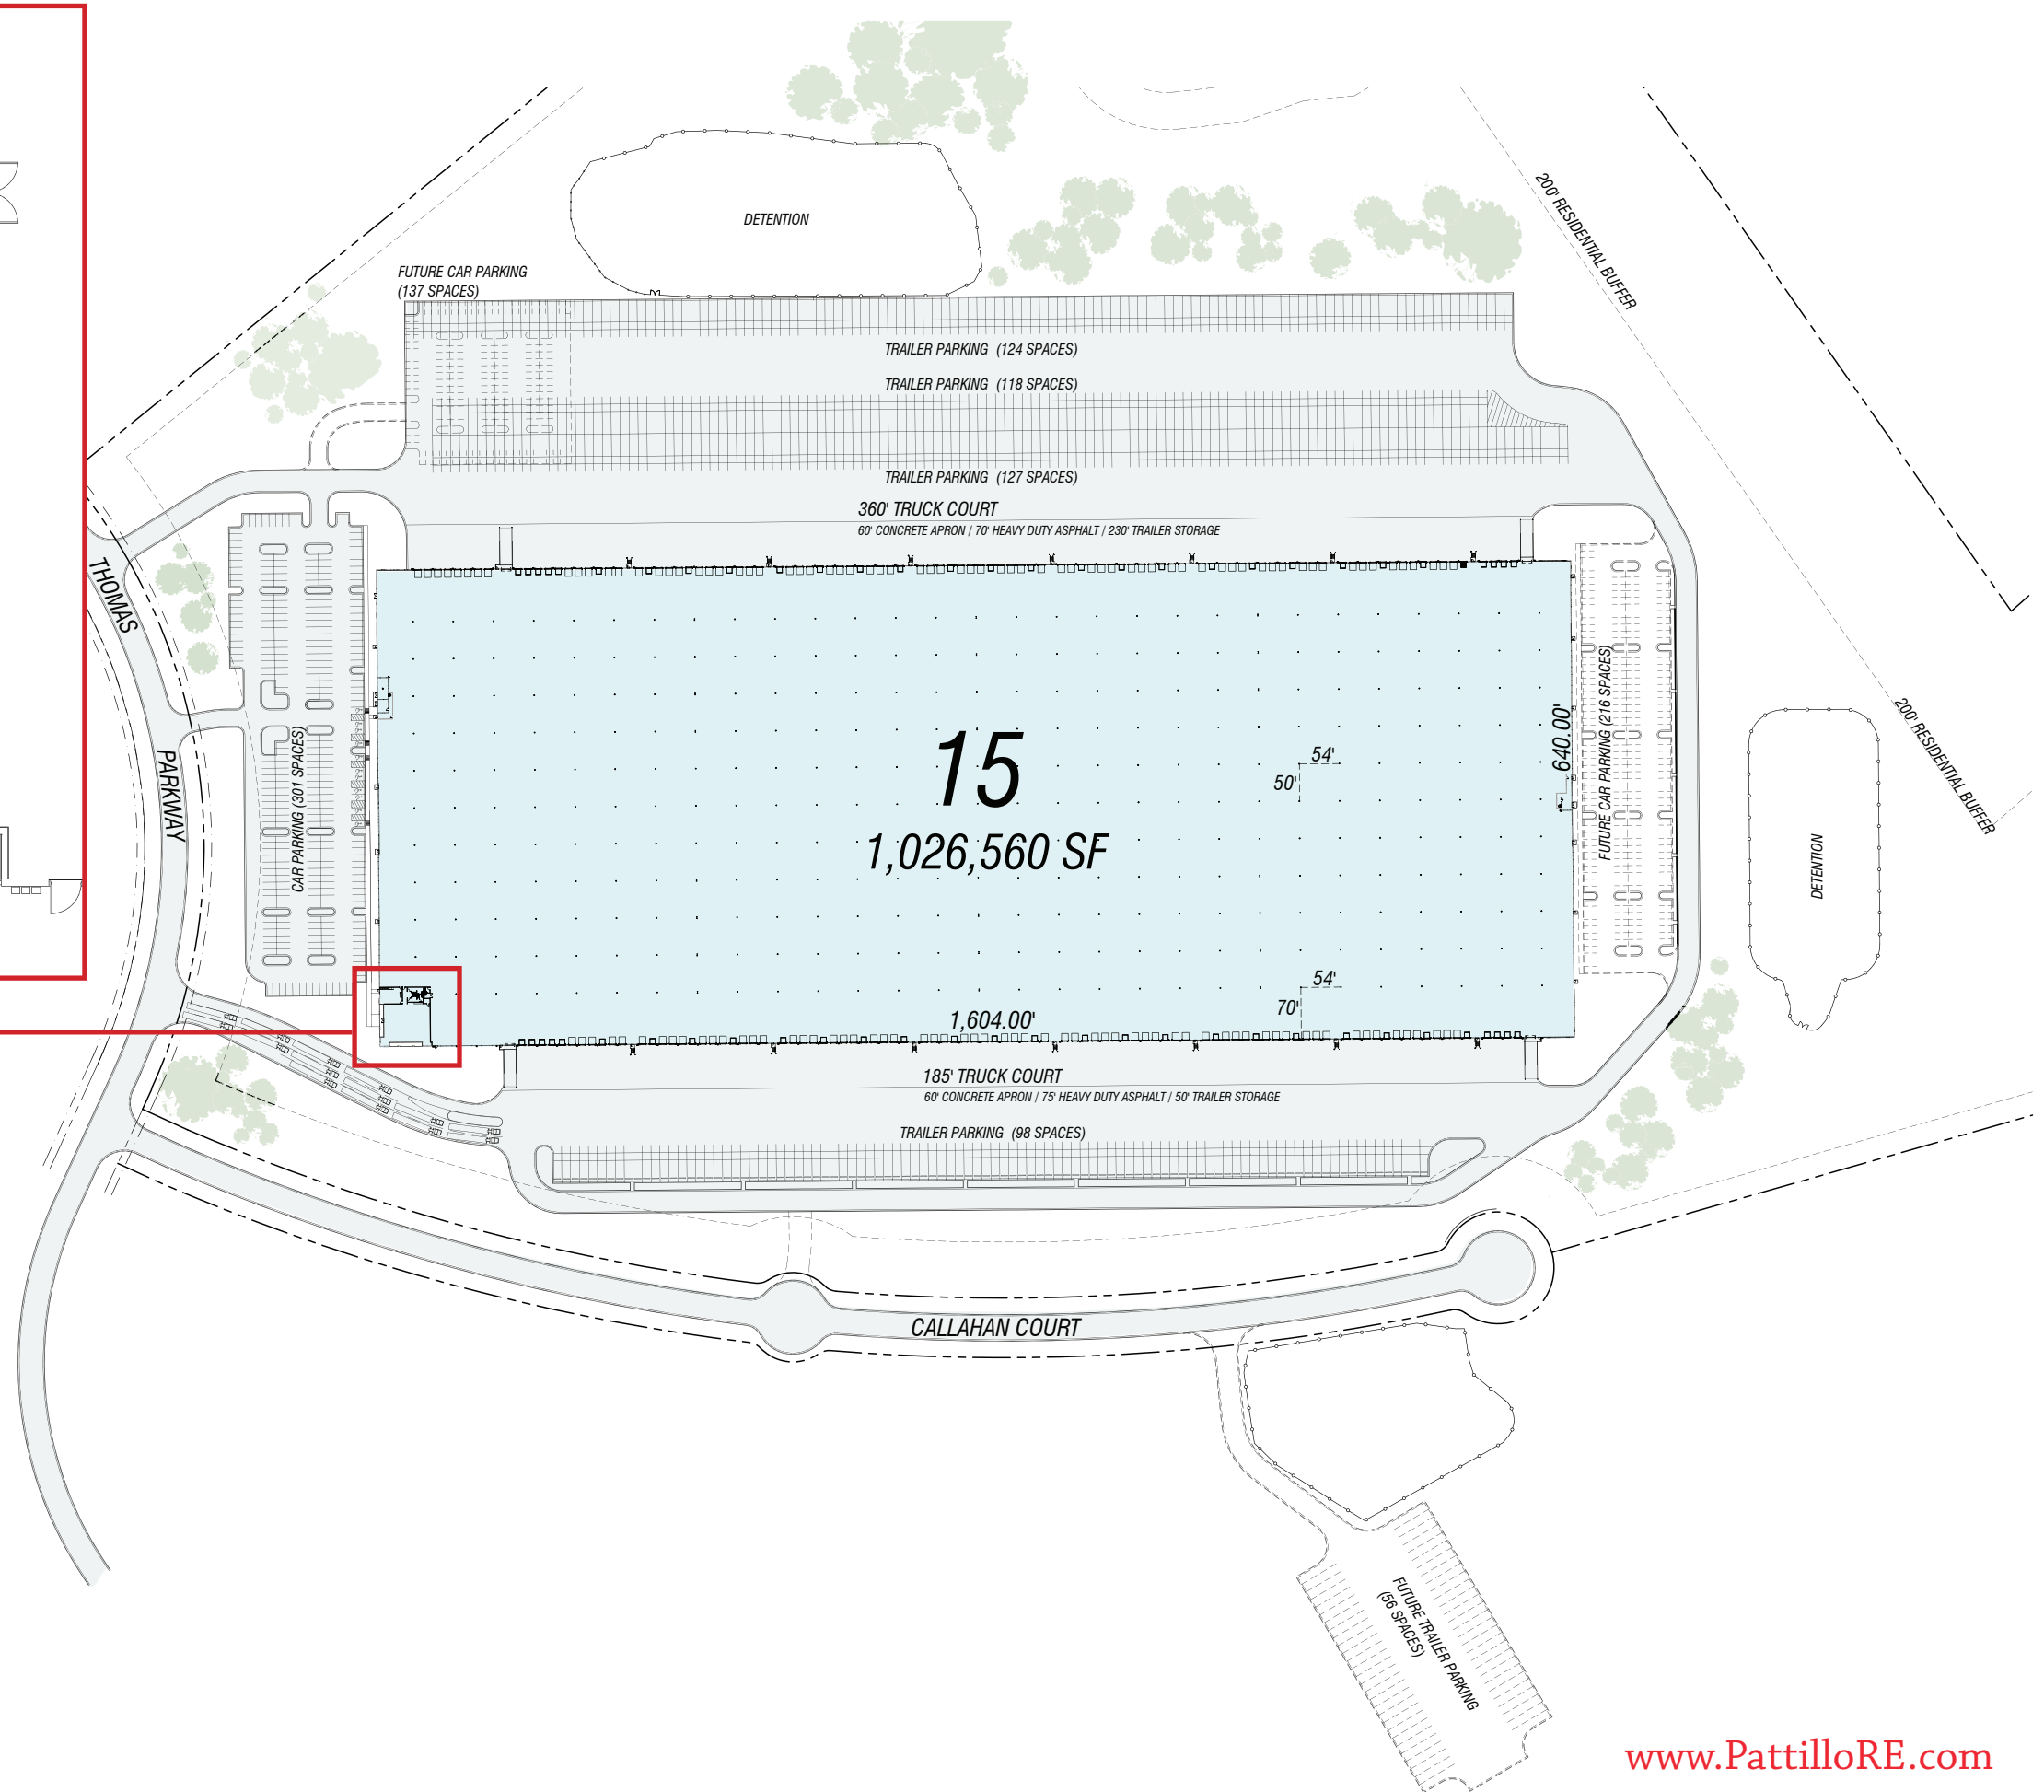 200' RESIDENTIAL BUFFER
DETENTION
FUTURE CAR PARKING
(137 SPACES)
TRAILER PARKING (124 SPACES)
TRAILER PARKING (118 SPACES)
TRAILER PARKING (127 SPACES)
360' TRUCK COURT
60' CONCRETE APRON / 70' HEAVY DUTY ASPHALT / 230' TRAILER STORAGE
THOMAS
PARKWAY
CAR PARKING (301 SPACES)
15
1,026,560 SF
54'
50'
640.00'
FUTURE CAR PARKING (216 SPACES)
200' RESIDENTIAL BUFFER
DETENTION
54'
70'
1,604.00'
185' TRUCK COURT
60' CONCRETE APRON / 75' HEAVY DUTY ASPHALT / 50' TRAILER STORAGE
TRAILER PARKING (98 SPACES)
CALLAHAN COURT
FUTURE TRAILER PARKING
(56 SPACES)
www.PattilloRE.com